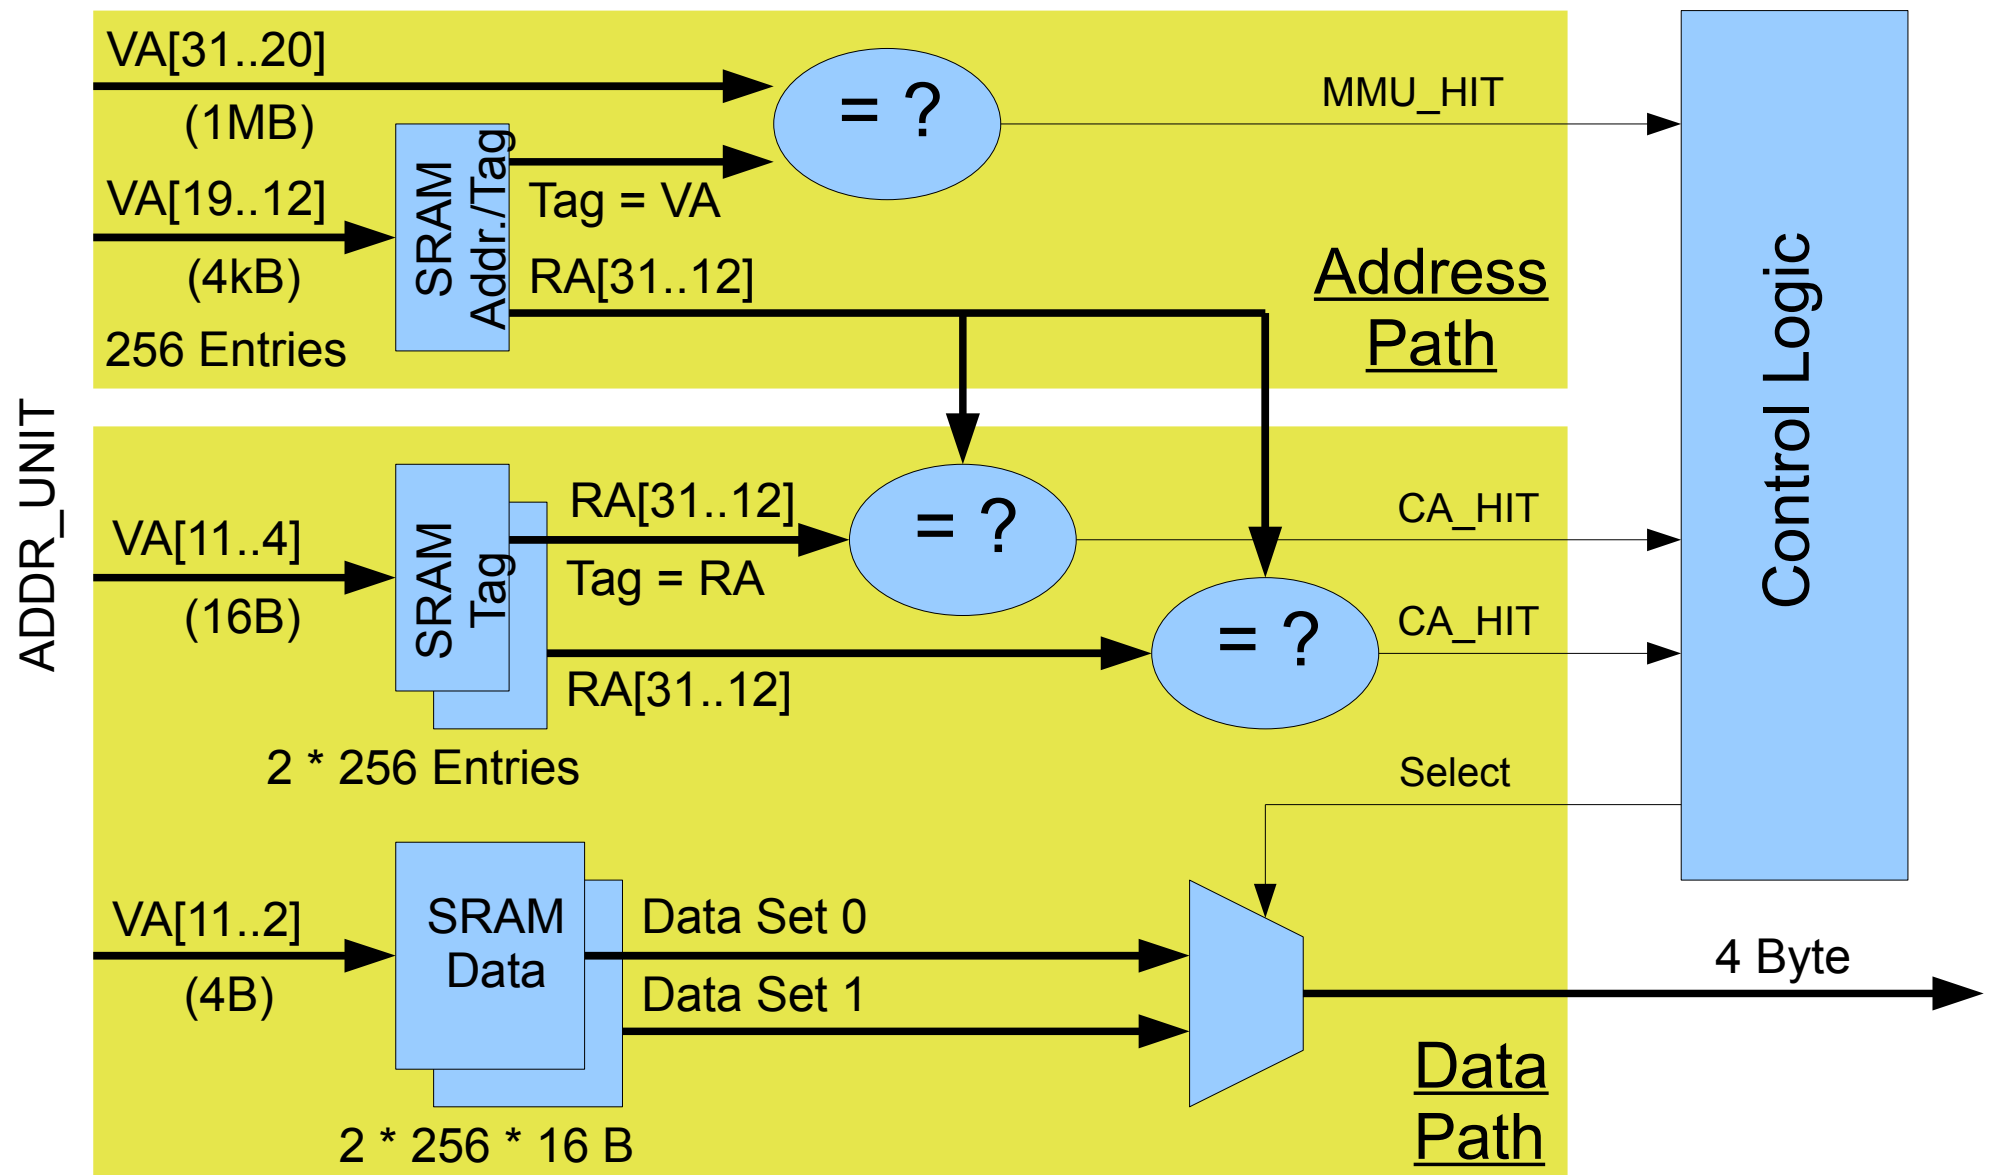 VA[31..20]
(1MB)
= ?
MMU_HIT
SRAM
Addr./Tag
Tag = VA
VA[19..12]
(4kB)
RA[31..12]
256 Entries
Address
Path
Control Logic
ADDR_UNIT
VA[11..4]
(16B)
SRAM
Tag
RA[31..12]
Tag = RA
= ?
CA_HIT
RA[31..12]
= ?
CA_HIT
2 * 256 Entries
Select
VA[11..2]
(4B)
SRAM
Data
Data Set 0
Data Set 1
4 Byte
2 * 256 * 16 B
Data
Path